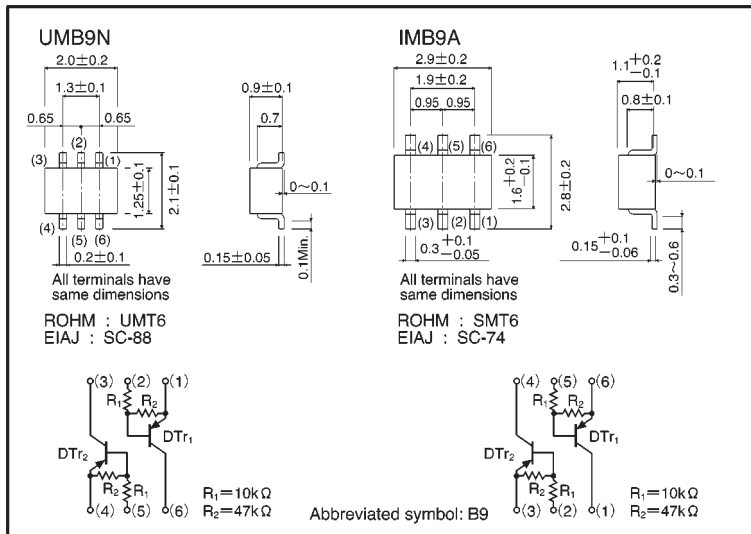 UMB9N
2.0±0.2
1.3±0.1
0.65
0.65
(2)
(3)
(1)
1.25±0.1
2.1±0.1
(4)
(5)
(6)
0.2±0.1
All terminals have
same dimensions
0.9±0.1
0.7
0~0.1
0.15±0.05
0.1Min.
ROHM : UMT6
EIAJ : SC-88
IMB9A
2.9±0.2
1.9±0.2
0.95
0.95
(4)
(5)
(6)
1.6+0.2−0.1
2.8±0.2
(3)
(2)
(1)
0.3+0.1−0.05
All terminals have
same dimensions
1.1+0.2−0.1
0.8±0.1
0~0.1
0.15+0.1−0.06
0.3~0.6
ROHM : SMT6
EIAJ : SC-74
(3) (2) (1)
R1 R2
DTr1
DTr2
R2 R1
(4) (5) (6)
R1=10kΩ
R2=47kΩ
Abbreviated symbol: B9
(4) (5) (6)
R1 R2
DTr1
DTr2
R2 R1
(3) (2) (1)
R1=10kΩ
R2=47kΩ